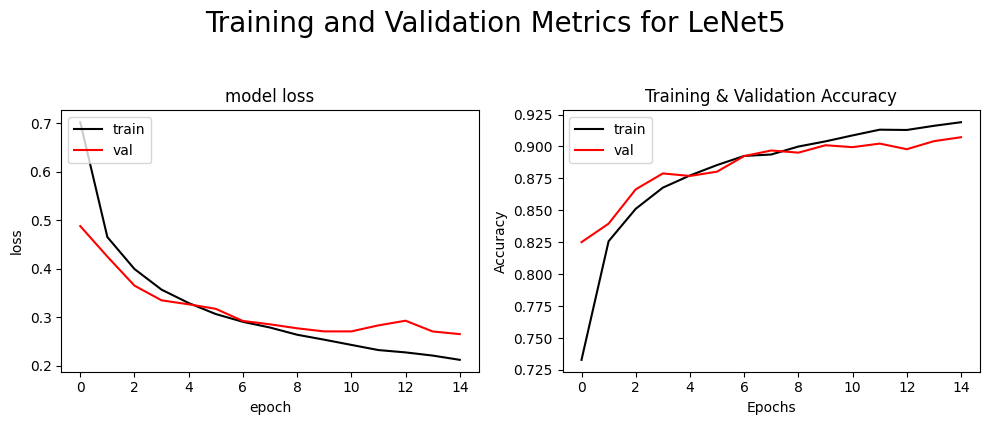 Training and Validation Metrics for LeNet5
model loss
train
val
0.7
0.6
0.5
0.4
0.3
0.2
loss
0 2 4 6 8 10 12 14
epoch
Training & Validation Accuracy
train
val
0.925
0.900
0.875
0.850
0.825
0.800
0.775
0.750
0.725
Accuracy
0 2 4 6 8 10 12 14
Epochs